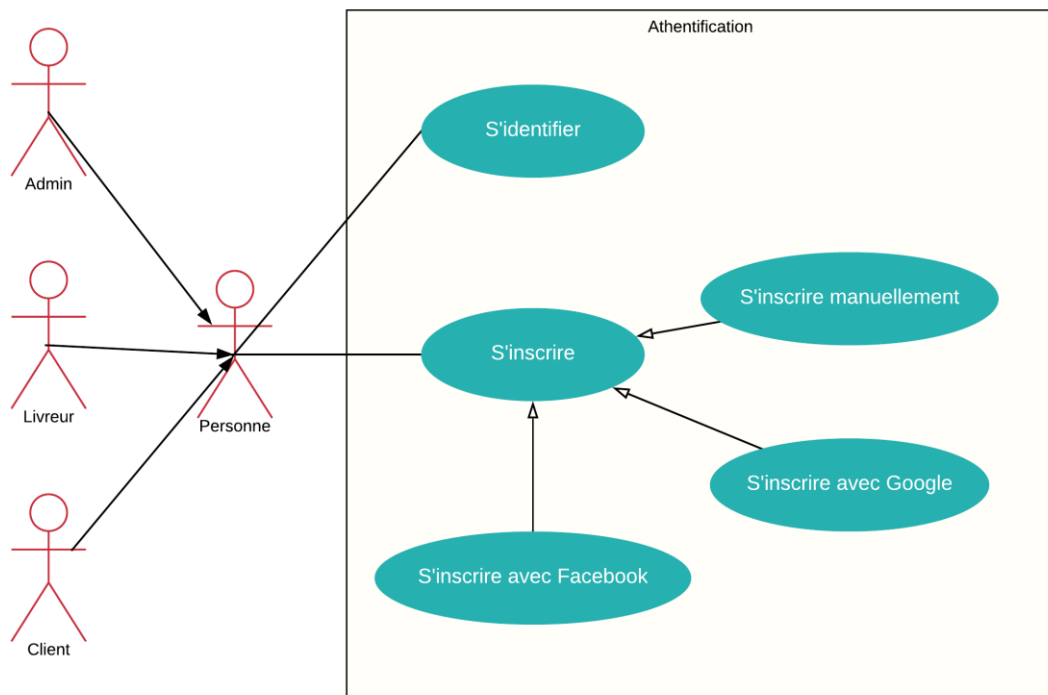 Athentification
Admin
S'identifier
S'inscrire manuellement
S'inscrire
Livreur
Personne
S'inscrire avec Google
S'inscrire avec Facebook
Client